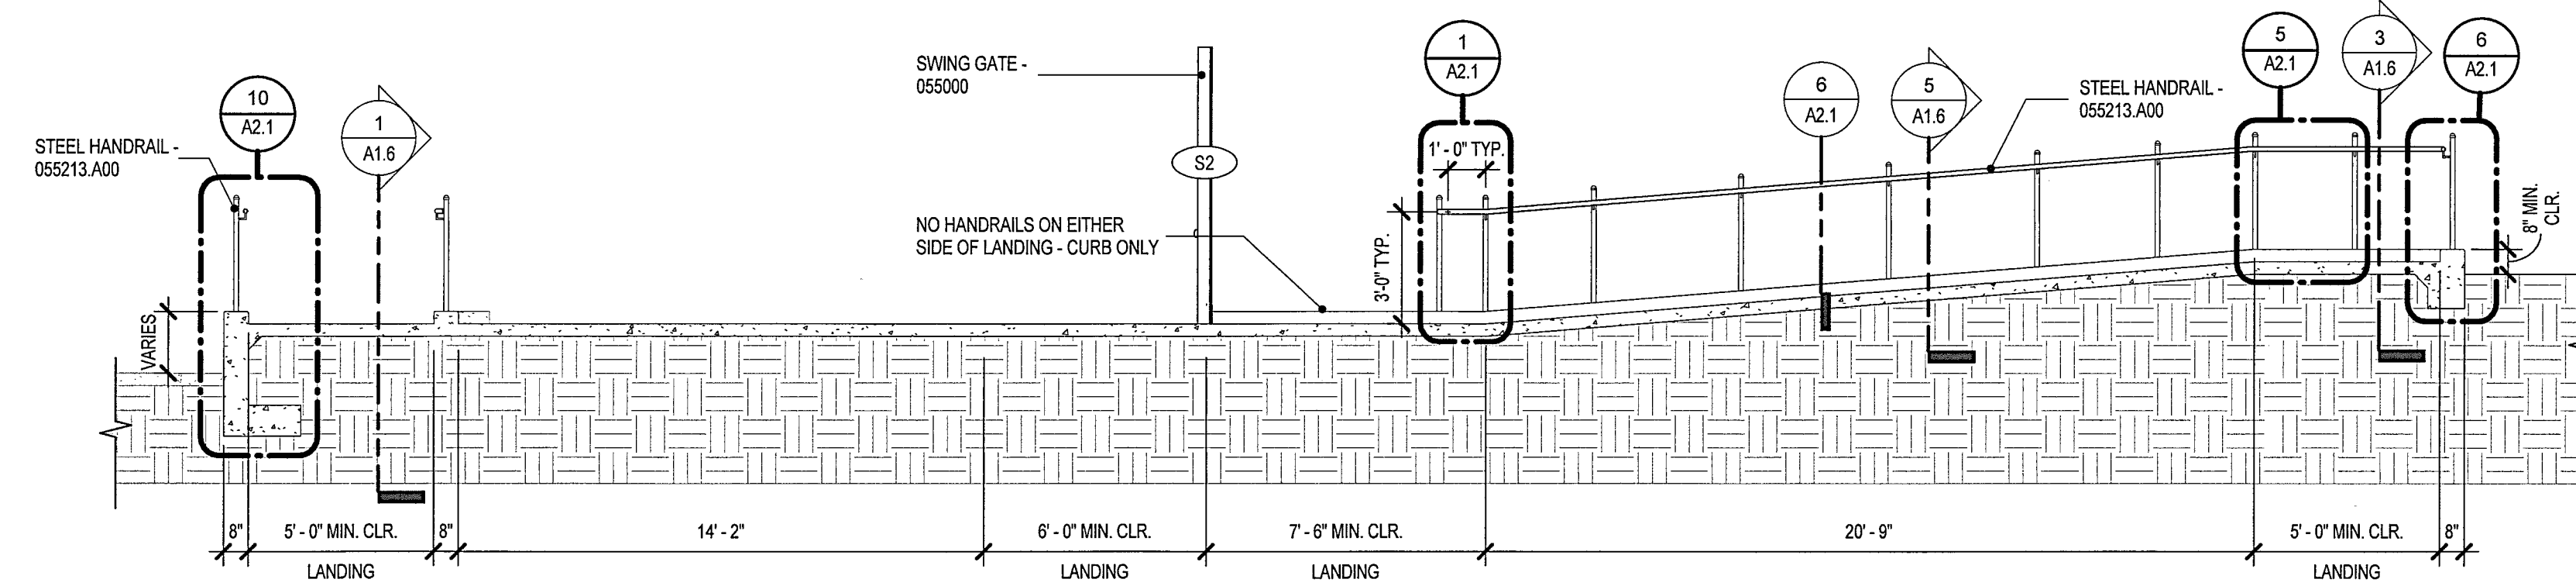 STEEL HANDRAIL -
055213.A00
10
A2.1
1
A1.6
SWING GATE -
055000
S2
NO HANDRAILS ON EITHER
SIDE OF LANDING - CURB ONLY
1
A2.1
1' - 0" TYP.
3'-0" TYP.
6
A2.1
5
A1.6
STEEL HANDRAIL -
055213.A00
5
A2.1
3
A1.6
6
A2.1
8" MIN.
CLR.
VARIES
8"
5' - 0" MIN. CLR.
8"
14' - 2"
6' - 0" MIN. CLR.
7' - 6" MIN. CLR.
20' - 9"
5' - 0" MIN. CLR.
8"
LANDING
LANDING
LANDING
LANDING